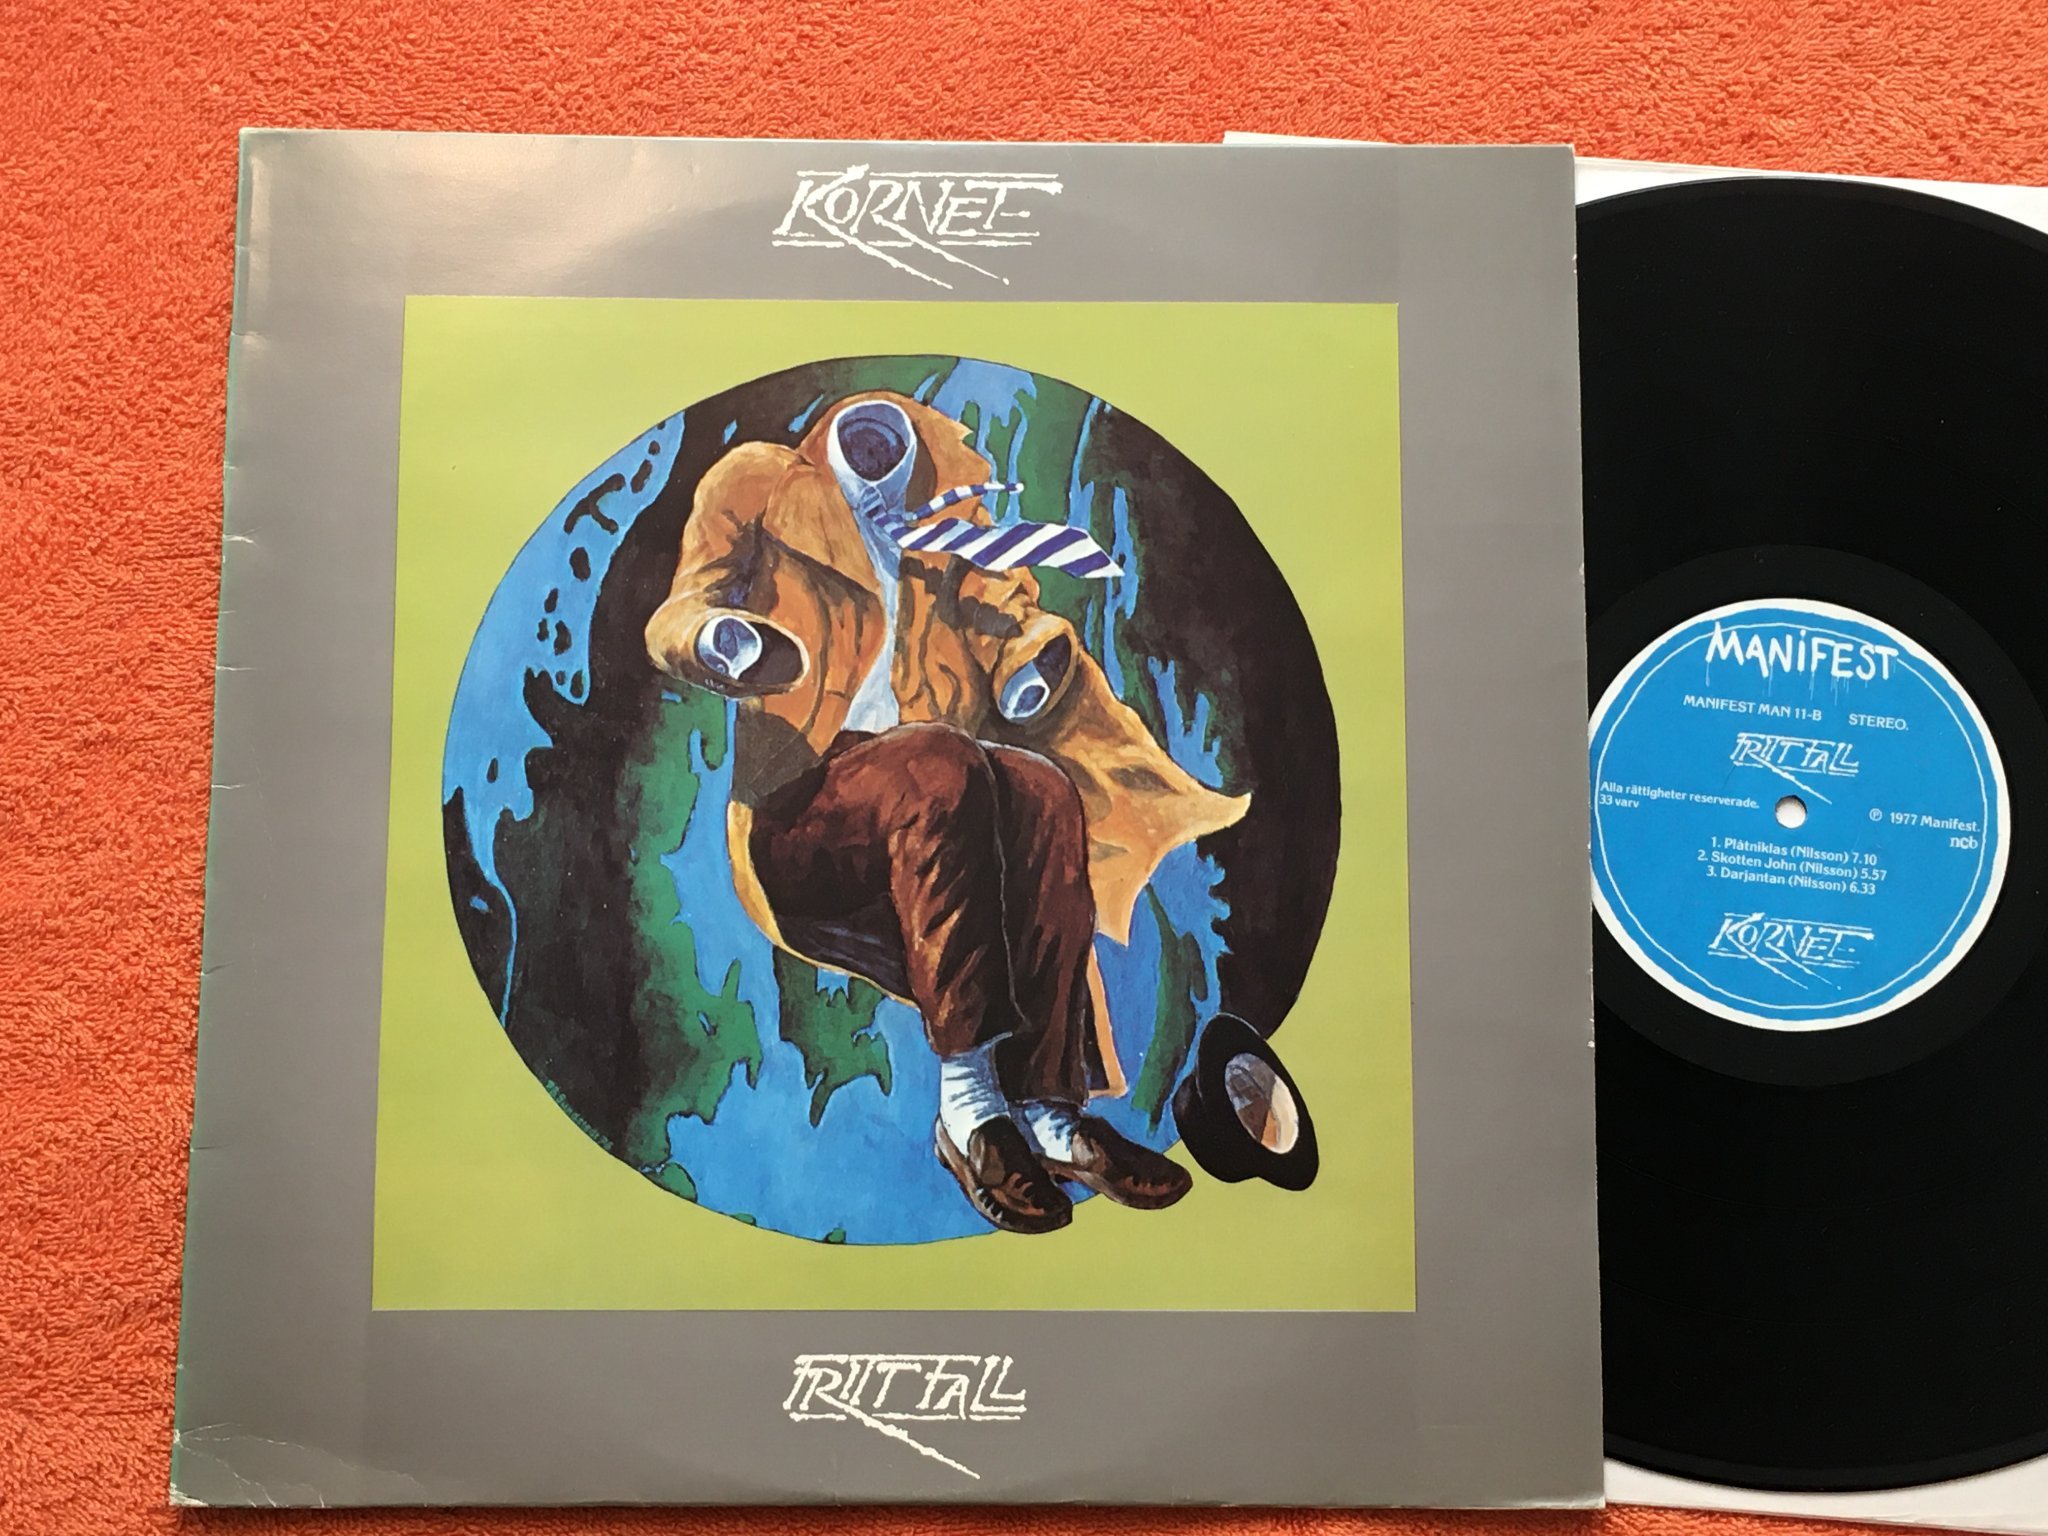 KORNET
FRITT FALL
MANIFEST
MANIFEST MAN 11-B STEREO.
FRITT FALL
Alla rättigheter reserverade.
33 varv
℗ 1977 Manifest.
ncb
1. Plåtniklas (Nilsson) 7.10
2. Skotten John (Nilsson) 5.57
3. Darjantan (Nilsson) 6.33
KORNET